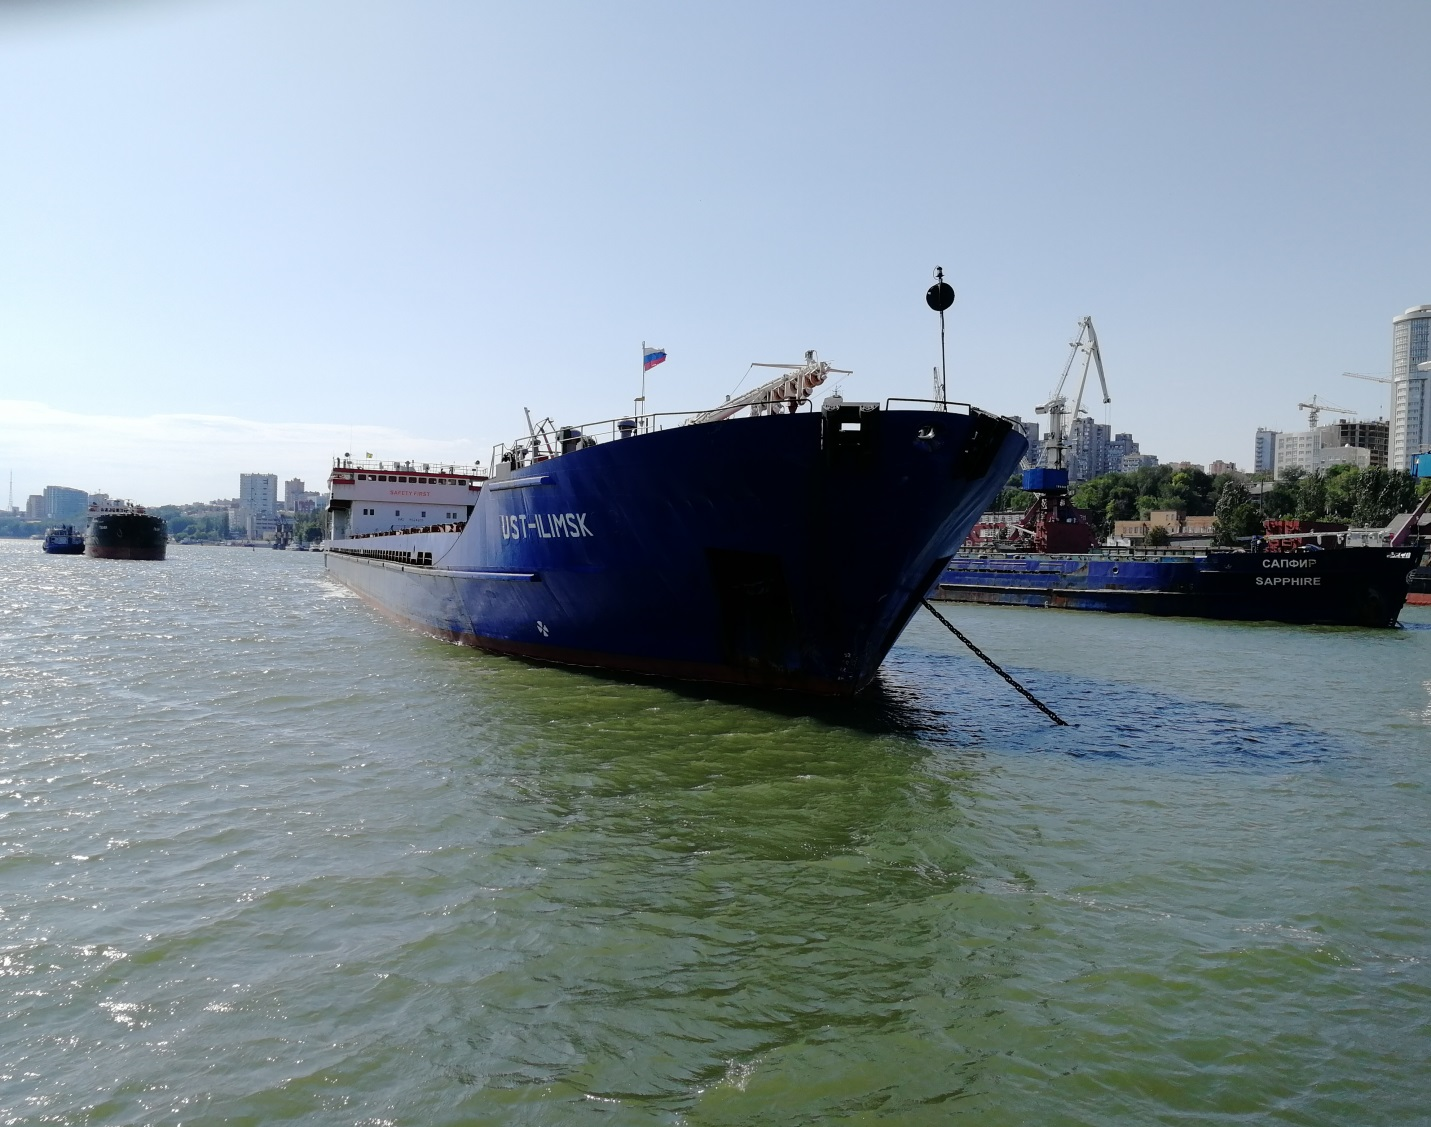 SAFETY FIRST
UST-ILIMSK
САПФИР
SAPPHIRE